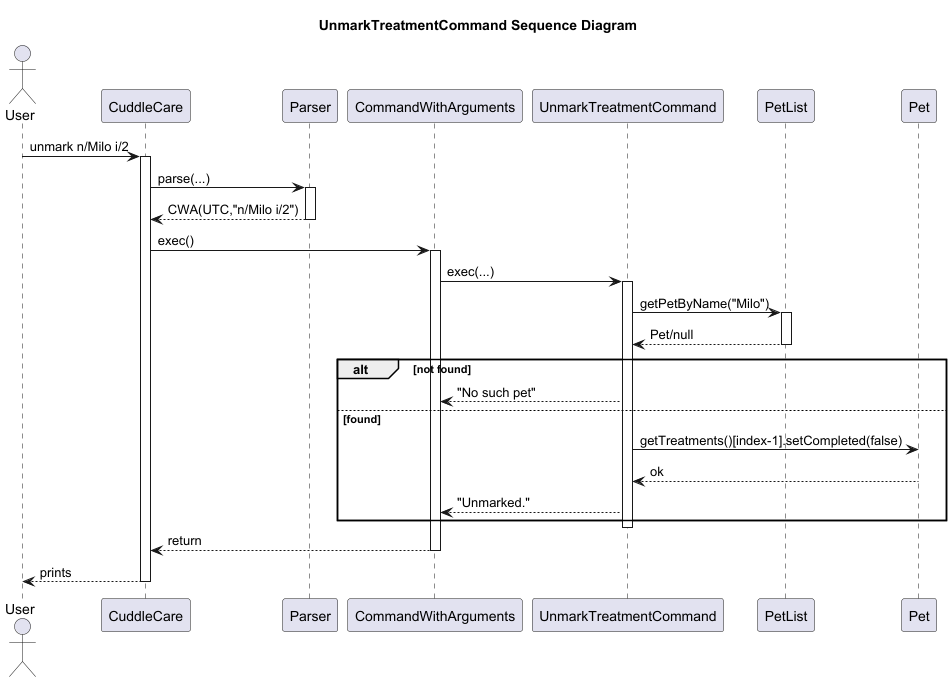 UnmarkTreatmentCommand Sequence Diagram
User
CuddleCare
Parser
CommandWithArguments
UnmarkTreatmentCommand
PetList
Pet
unmark n/Milo i/2
parse(...)
CWA(UTC,"n/Milo i/2")
exec()
exec(...)
getPetByName("Milo")
Pet/null
alt
[not found]
"No such pet"
[found]
getTreatments()[index-1].setCompleted(false)
ok
"Unmarked."
return
prints
User
CuddleCare
Parser
CommandWithArguments
UnmarkTreatmentCommand
PetList
Pet